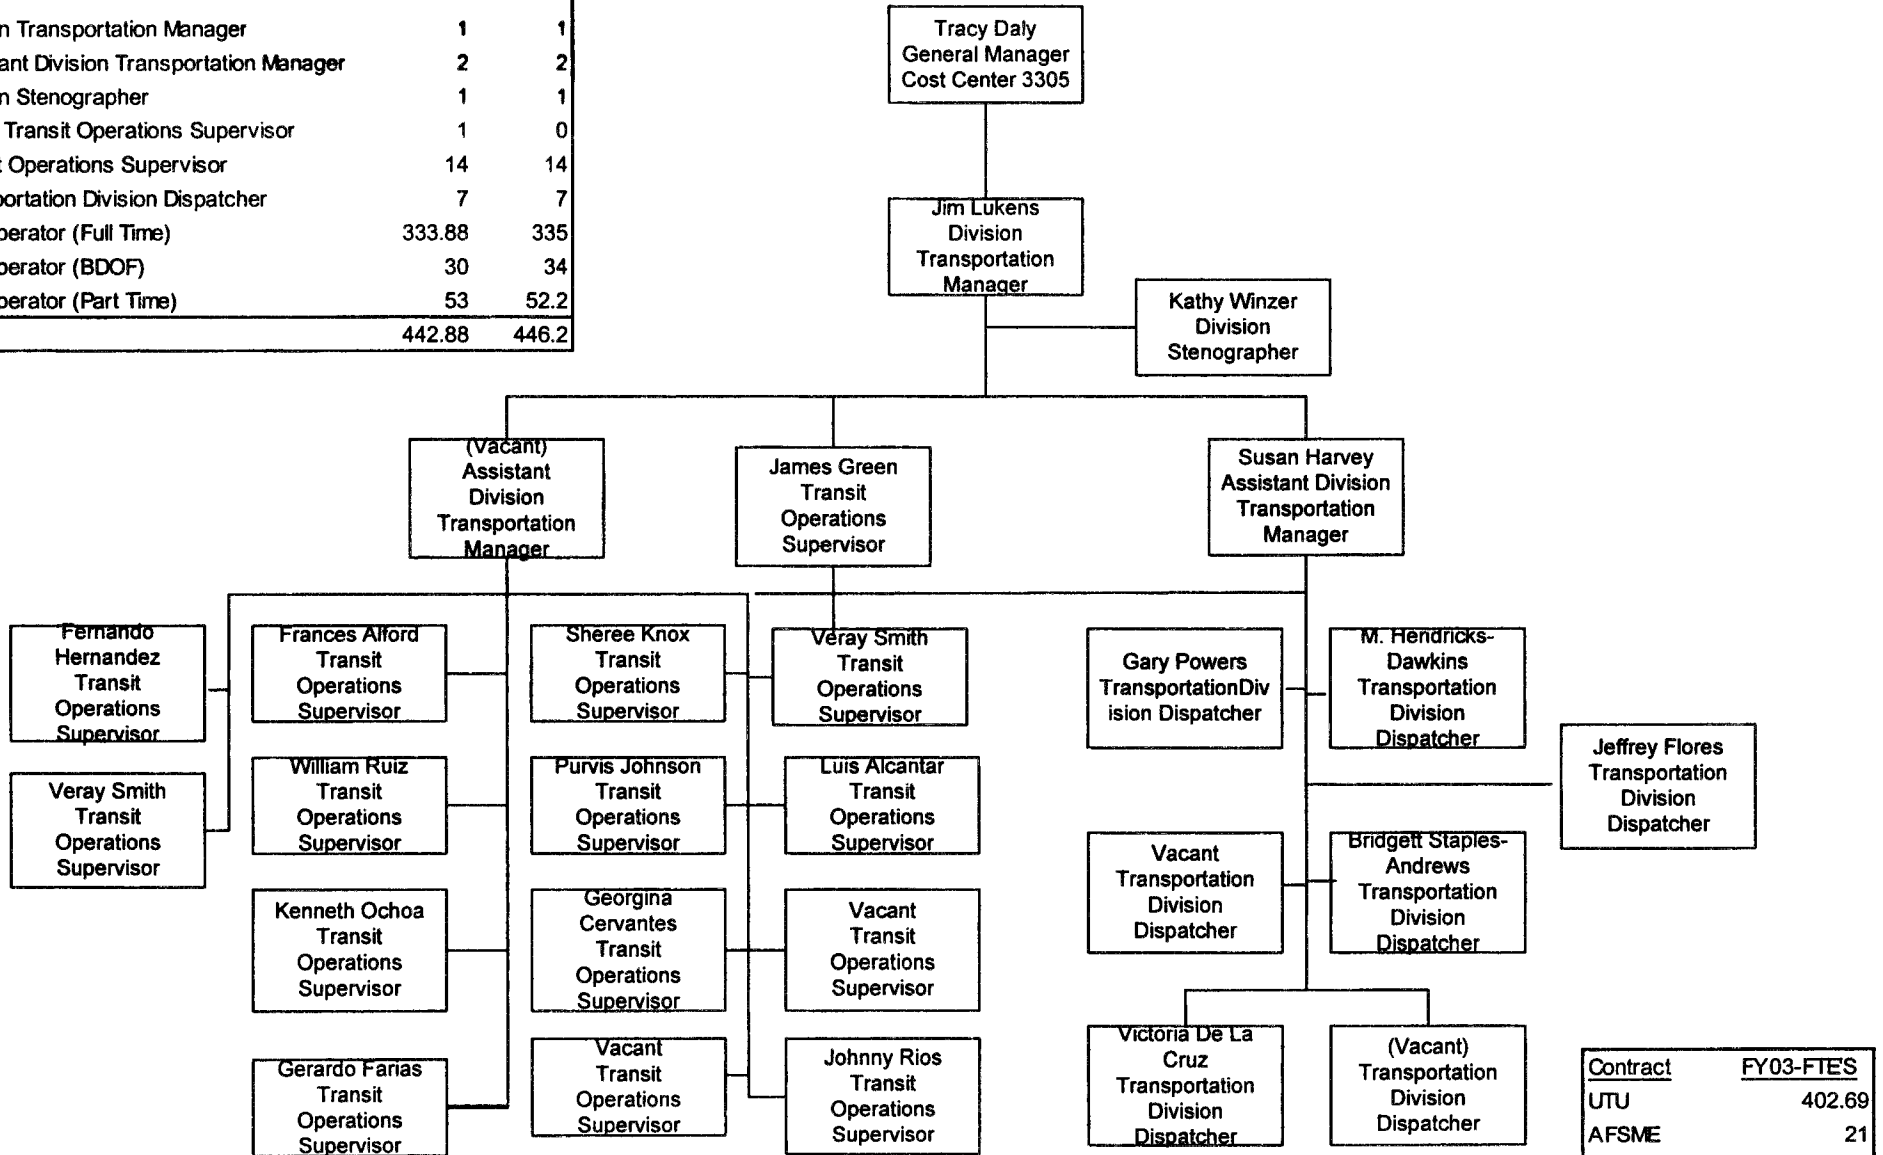 n Transportation Manager 1 1
ant Division Transportation Manager 2 2
n Stenographer 1 1
Transit Operations Supervisor 1 0
t Operations Supervisor 14 14
portation Division Dispatcher 7 7
perator (Full Time) 333.88 335
perator (BDOF) 30 34
perator (Part Time) 53 52.2
442.88 446.2
Tracy Daly
General Manager
Cost Center 3305
Jim Lukens
Division
Transportation
Manager
Kathy Winzer
Division
Stenographer
(Vacant)
Assistant
Division
Transportation
Manager
James Green
Transit
Operations
Supervisor
Susan Harvey
Assistant Division
Transportation
Manager
Fernando
Hernandez
Transit
Operations
Supervisor
Frances Alford
Transit
Operations
Supervisor
Sheree Knox
Transit
Operations
Supervisor
Veray Smith
Transit
Operations
Supervisor
Gary Powers
TransportationDiv
ision Dispatcher
M. Hendricks-
Dawkins
Transportation
Division
Dispatcher
Jeffrey Flores
Transportation
Division
Dispatcher
Veray Smith
Transit
Operations
Supervisor
William Ruiz
Transit
Operations
Supervisor
Purvis Johnson
Transit
Operations
Supervisor
Luis Alcantar
Transit
Operations
Supervisor
Vacant
Transportation
Division
Dispatcher
Bridgett Staples-
Andrews
Transportation
Division
Dispatcher
Kenneth Ochoa
Transit
Operations
Supervisor
Georgina
Cervantes
Transit
Operations
Supervisor
Vacant
Transit
Operations
Supervisor
Gerardo Farias
Transit
Operations
Supervisor
Vacant
Transit
Operations
Supervisor
Johnny Rios
Transit
Operations
Supervisor
Victoria De La
Cruz
Transportation
Division
Dispatcher
(Vacant)
Transportation
Division
Dispatcher
Contract FY03-FTES
UTU 402.69
AFSME 21